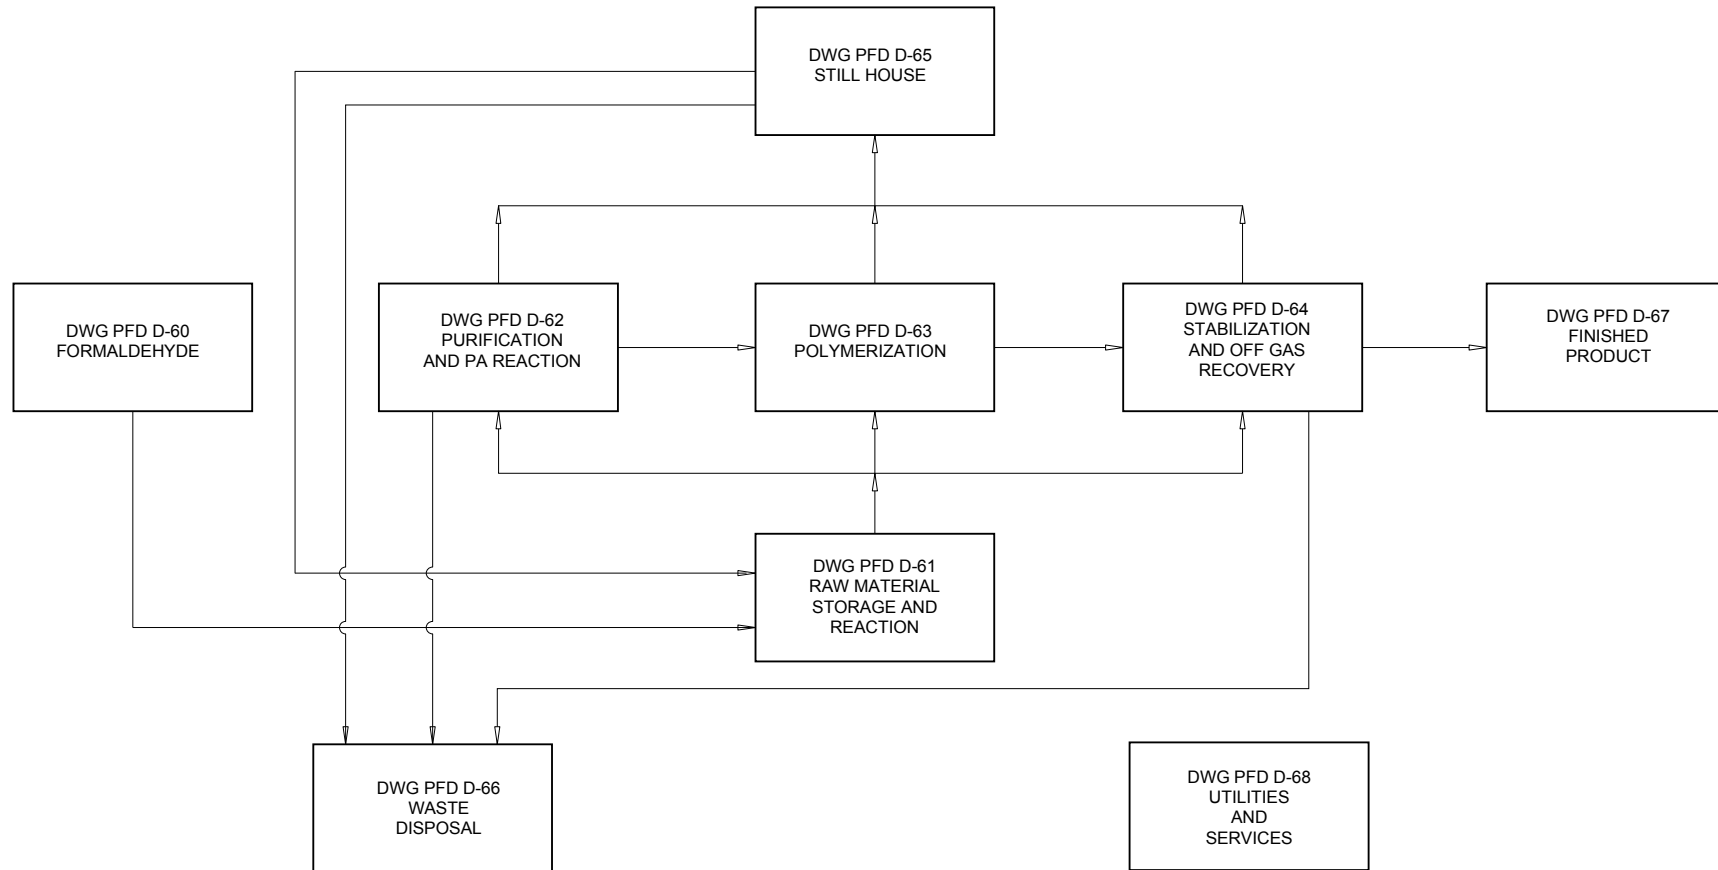 DWG PFD D-65
STILL HOUSE
DWG PFD D-60
FORMALDEHYDE
DWG PFD D-62
PURIFICATION
AND PA REACTION
DWG PFD D-63
POLYMERIZATION
DWG PFD D-64
STABILIZATION
AND OFF GAS
RECOVERY
DWG PFD D-67
FINISHED
PRODUCT
DWG PFD D-61
RAW MATERIAL
STORAGE AND
REACTION
DWG PFD D-66
WASTE
DISPOSAL
DWG PFD D-68
UTILITIES
AND
SERVICES